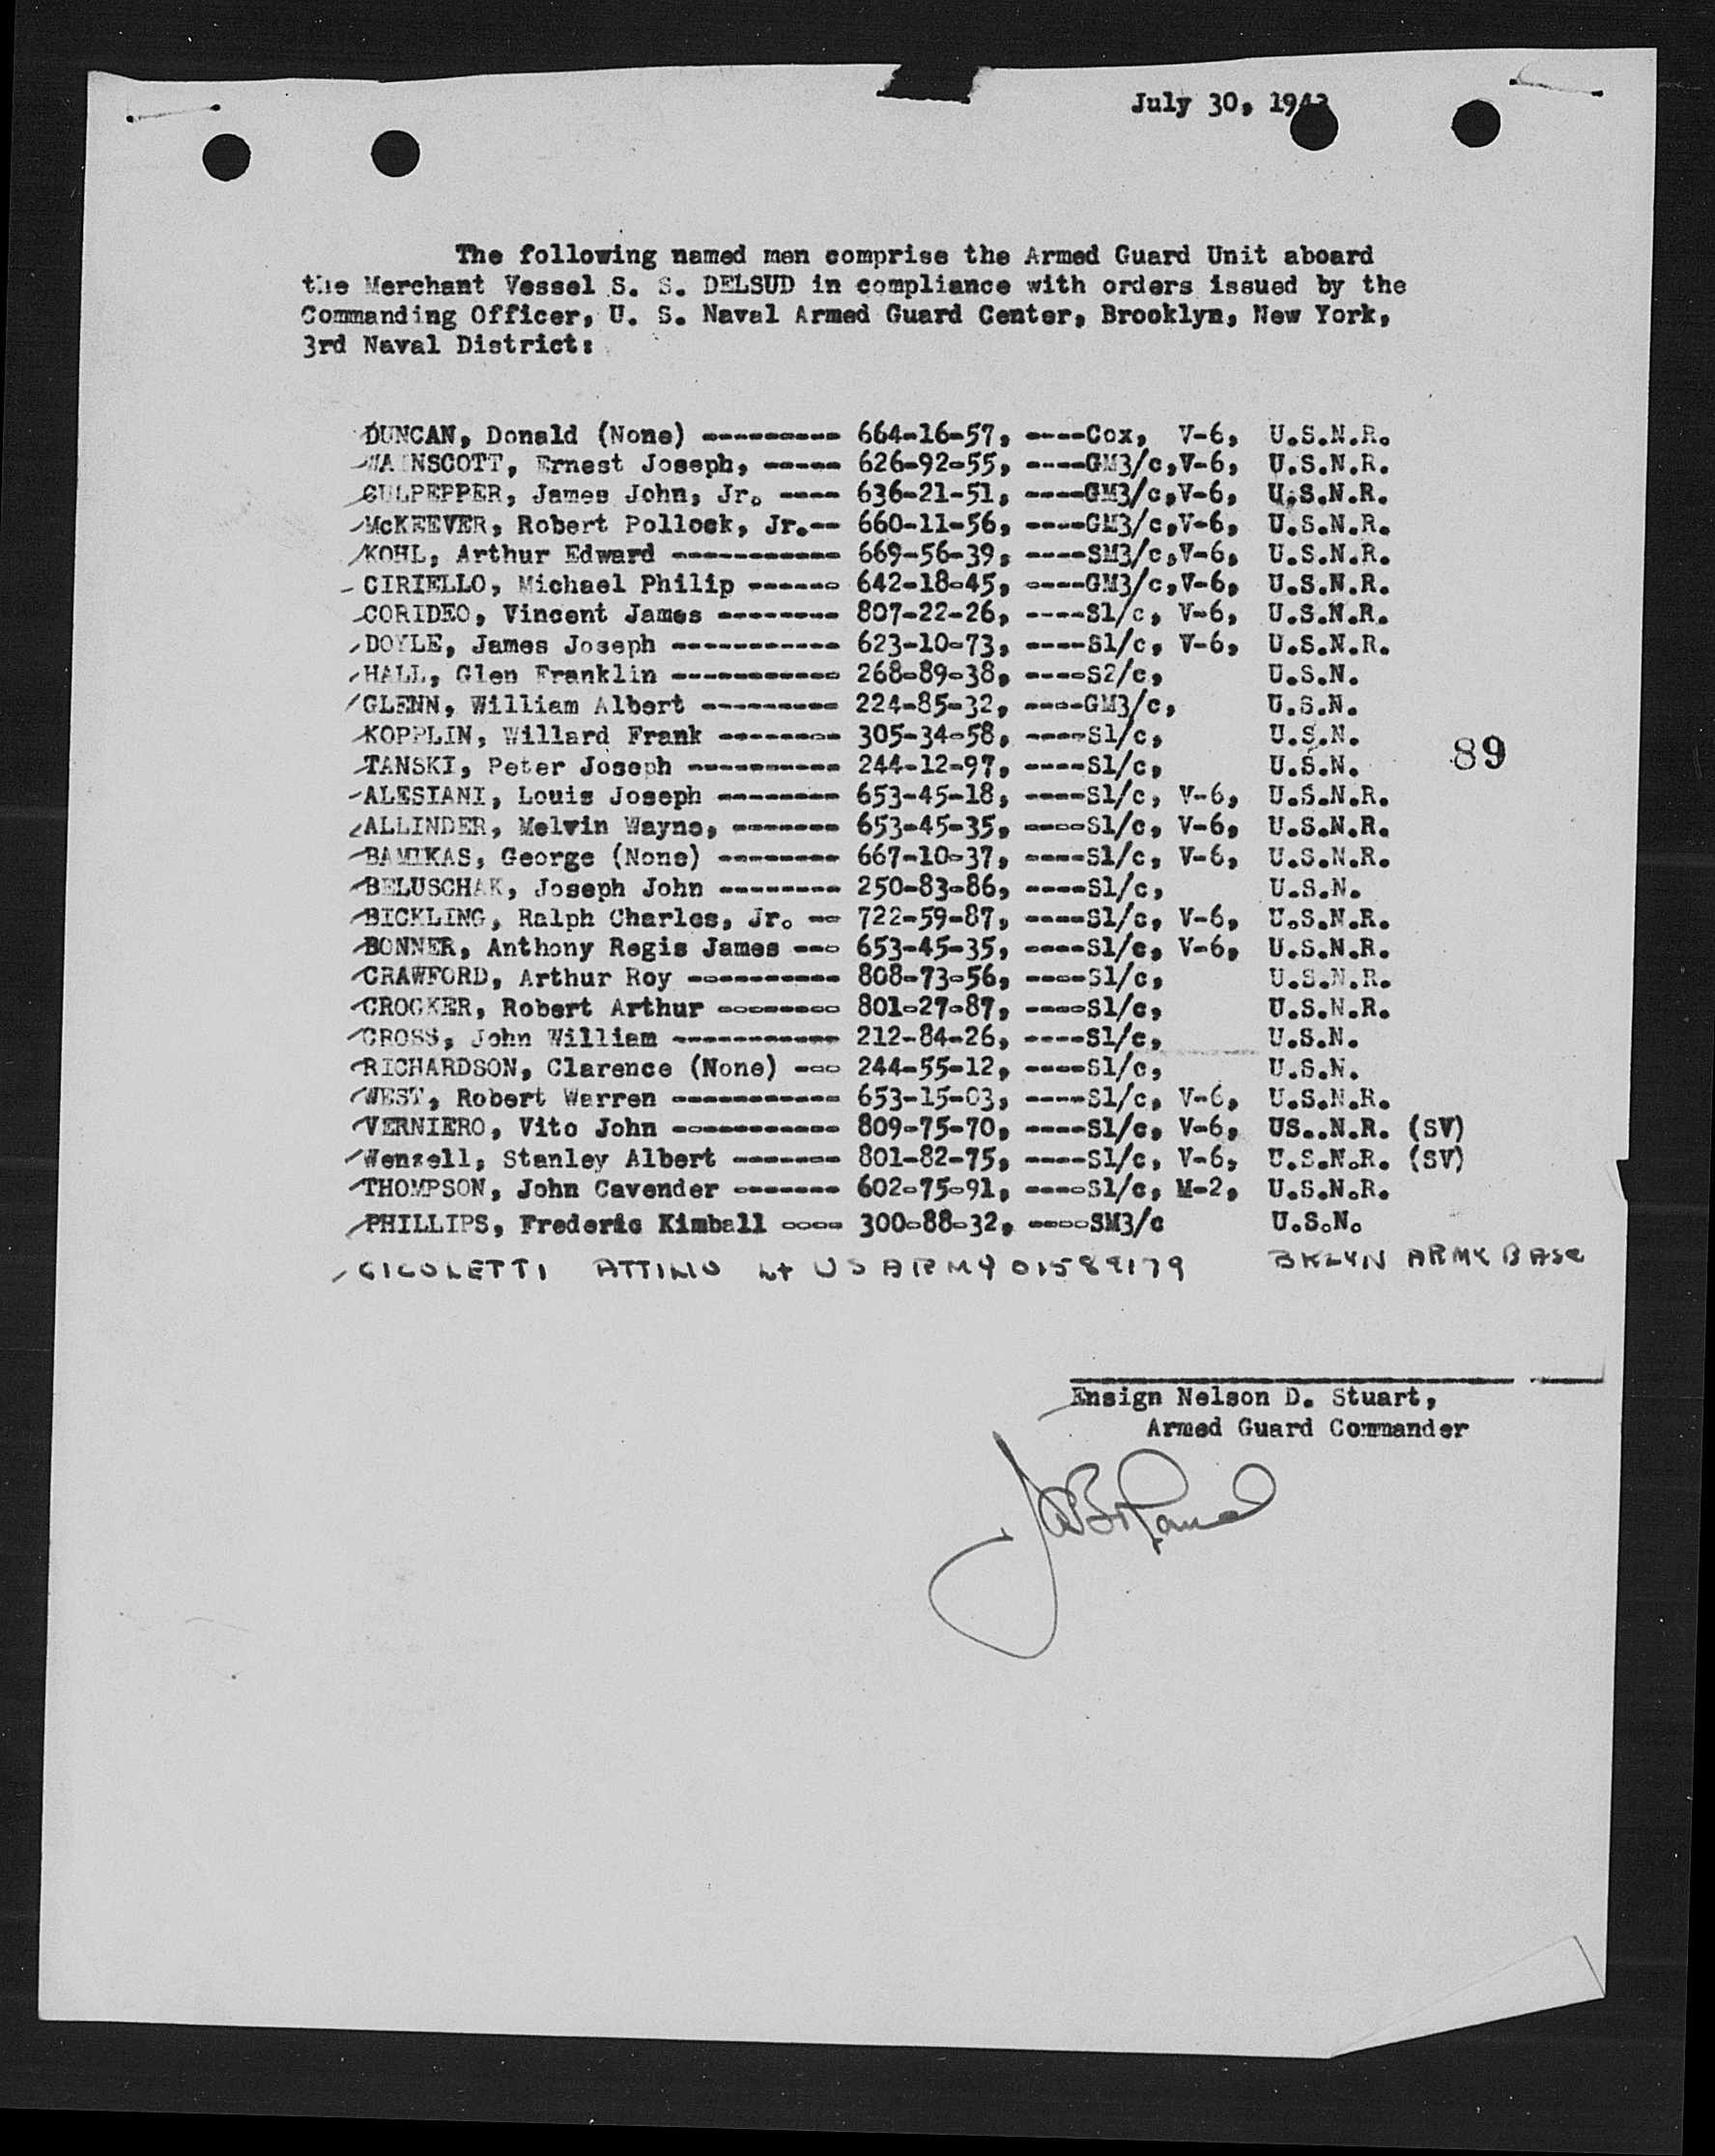 July 30, 1943
The following named men comprise the Armed Guard Unit aboard
the Merchant Vessel S. S. DELSUD in compliance with orders issued by the
Commanding Officer, U. S. Naval Armed Guard Center, Brooklyn, New York,
3rd Naval District:
DUNCAN, Donald (None) --------- 664-16-57, ----Cox, V-6, U.S.N.R.
WAINSCOTT, Ernest Joseph, ----- 626-92-55, ----GM3/c,V-6, U.S.N.R.
CULPEPPER, James John, Jr. ---- 636-21-51, ----GM3/c,V-6, U.S.N.R.
McKEEVER, Robert Pollock, Jr.-- 660-11-56, ----GM3/c,V-6, U.S.N.R.
KOHL, Arthur Edward ----------- 669-56-39, ----SM3/c,V-6, U.S.N.R.
CIRIELLO, Michael Philip ------ 642-18-45, ----GM3/c,V-6, U.S.N.R.
CORIDEO, Vincent James -------- 807-22-26, ----S1/c, V-6, U.S.N.R.
DOYLE, James Joseph ----------- 623-10-73, ----S1/c, V-6, U.S.N.R.
HALL, Glen Franklin ----------- 268-89-38, ----S2/c, U.S.N.
GLENN, William Albert --------- 224-85-32, ----GM3/c, U.S.N.
KOPPLIN, Willard Frank -------- 305-34-58, ----S1/c, U.S.N.
89
TANSKI, Peter Joseph ---------- 244-12-97, ----S1/c, U.S.N.
ALESIANI, Louis Joseph -------- 653-45-18, ----S1/c, V-6, U.S.N.R.
ALLINDER, Melvin Wayne, ------- 653-45-35, ----S1/c, V-6, U.S.N.R.
BAMIKAS, George (None) -------- 667-10-37, ----S1/c, V-6, U.S.N.R.
BELUSCHAK, Joseph John -------- 250-83-86, ----S1/c, U.S.N.
BICKLING, Ralph Charles, Jr. -- 722-59-87, ----S1/c, V-6, U.S.N.R.
BONNER, Anthony Regis James --- 653-45-35, ----S1/c, V-6, U.S.N.R.
CRAWFORD, Arthur Roy ---------- 808-73-56, ----S1/c, U.S.N.R.
CROCKER, Robert Arthur -------- 801-27-87, ----S1/c, U.S.N.R.
CROSS, John William ----------- 212-84-26, ----S1/c, U.S.N.
RICHARDSON, Clarence (None) --- 244-55-12, ----S1/c, U.S.N.
WEST, Robert Warren ----------- 653-15-03, ----S1/c, V-6, U.S.N.R.
VERNIERO, Vito John ----------- 809-75-70, ----S1/c, V-6, US..N.R. (SV)
Wenzell, Stanley Albert ------- 801-82-75, ----S1/c, V-6, U.S.N.R. (SV)
THOMPSON, John Cavender ------- 602-75-91, ----S1/c, M-2, U.S.N.R.
PHILLIPS, Frederic Kimball ---- 300-88-32, ----SM3/c U.S.N.
CICOLETTI ATTILIO Lt US ARMY 01589179 BKLYN ARMY BASE
Ensign Nelson D. Stuart,
Armed Guard Commander